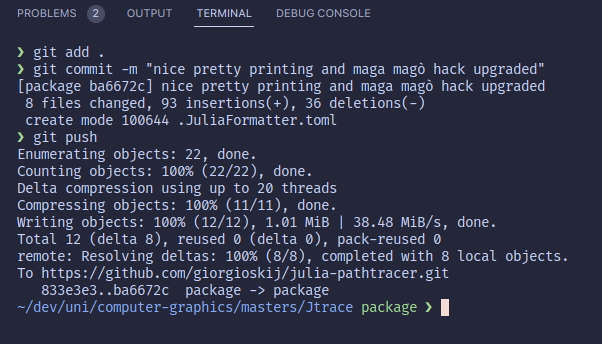 PROBLEMS 2 OUTPUT TERMINAL DEBUG CONSOLE
❯ git add .
❯ git commit -m "nice pretty printing and maga magò hack upgraded"
[package ba6672c] nice pretty printing and maga magò hack upgraded
 8 files changed, 93 insertions(+), 36 deletions(-)
 create mode 100644 .JuliaFormatter.toml
❯ git push
Enumerating objects: 22, done.
Counting objects: 100% (22/22), done.
Delta compression using up to 20 threads
Compressing objects: 100% (11/11), done.
Writing objects: 100% (12/12), 1.01 MiB | 38.48 MiB/s, done.
Total 12 (delta 8), reused 0 (delta 0), pack-reused 0
remote: Resolving deltas: 100% (8/8), completed with 8 local objects.
To https://github.com/giorgioskij/julia-pathtracer.git
   833e3e3..ba6672c  package -> package
~/dev/uni/computer-graphics/masters/Jtrace package ❯